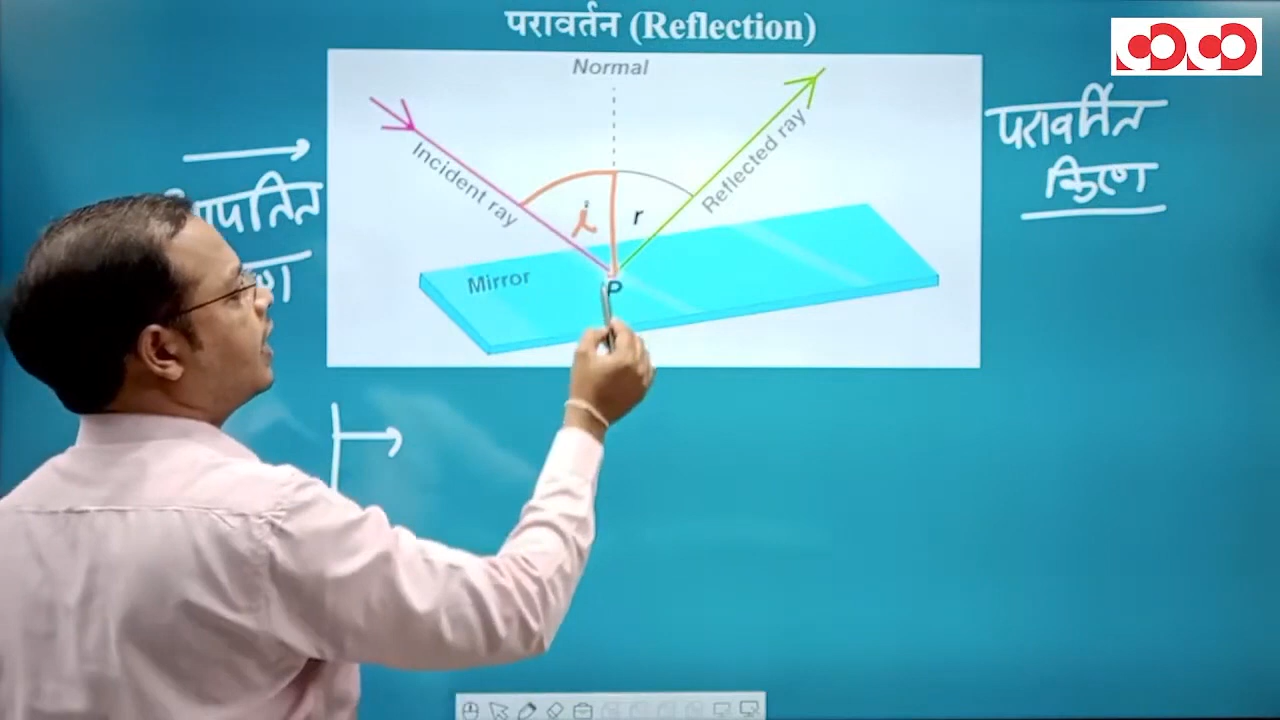 परावर्तन (Reflection)
Normal
Incident ray
Reflected ray
i
r
Mirror
P
परावर्तित
किरण